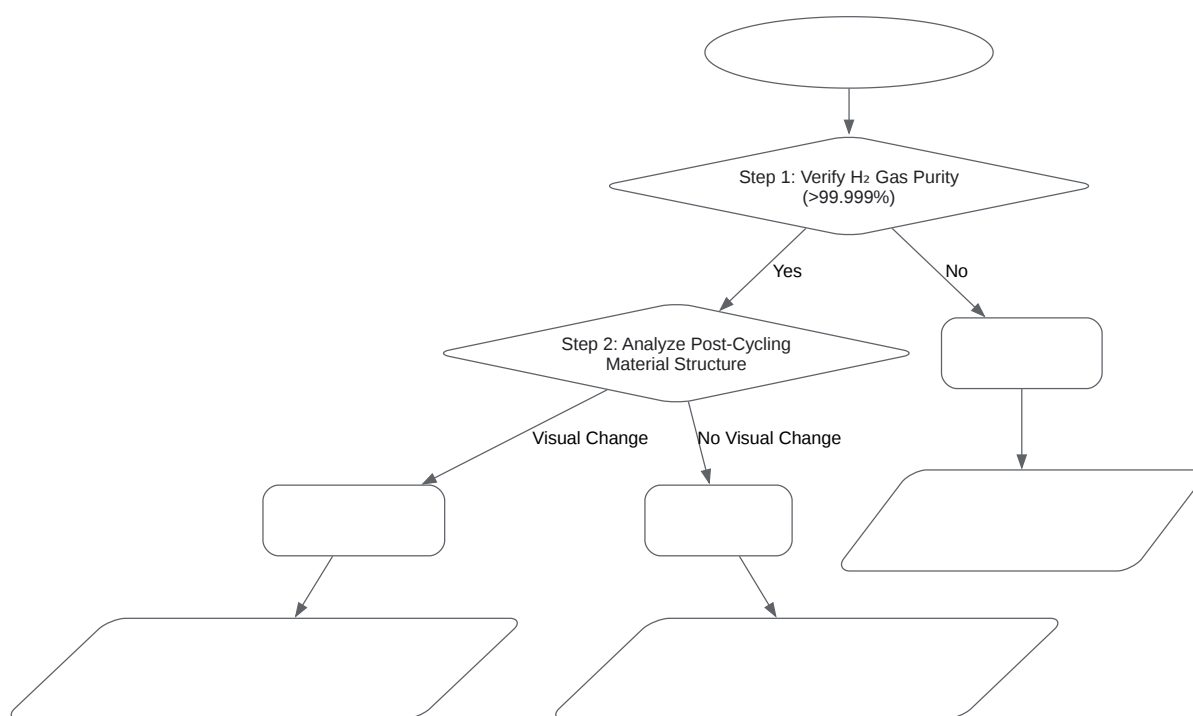 Step 1: Verify H₂ Gas Purity
(>99.999%)
Yes
No
Step 2: Analyze Post-Cycling
Material Structure
Visual Change
No Visual Change